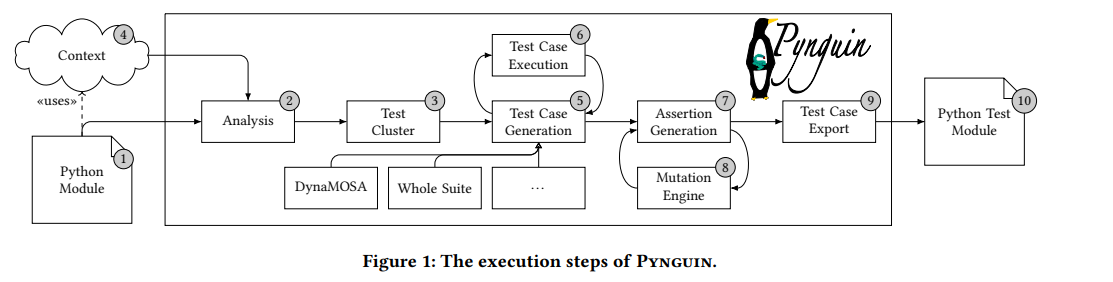 Context
4
«uses»
Python
Module
1
Analysis
2
Test
Cluster
3
Test Case
Execution
6
Test Case
Generation
5
DynaMOSA
Whole Suite
...
Assertion
Generation
7
Mutation
Engine
8
Pynguin
Test Case
Export
9
Python Test
Module
10
Figure 1: The execution steps of PYNGUIN.